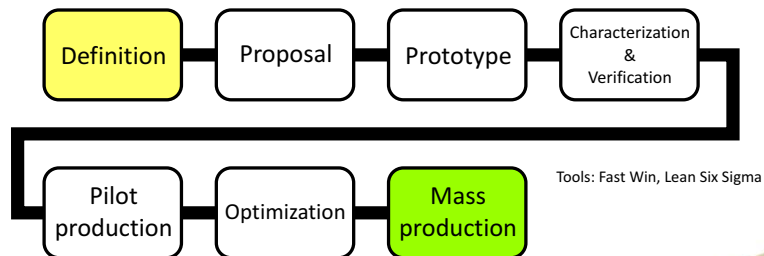 Definition
Proposal
Prototype
Characterization
&
Verification
Pilot
production
Optimization
Mass
production
Tools: Fast Win, Lean Six Sigma